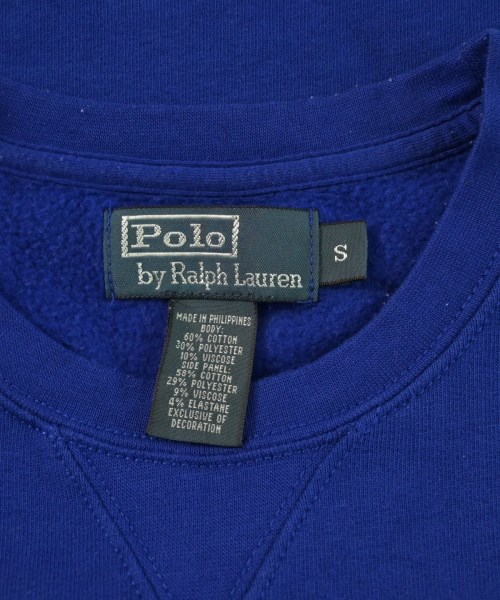 Polo
by Ralph Lauren
S
MADE IN PHILIPPINES
BODY:
60% COTTON
30% POLYESTER
10% VISCOSE
SIDE PANEL:
58% COTTON
29% POLYESTER
9% VISCOSE
4% ELASTANE
EXCLUSIVE OF
DECORATION